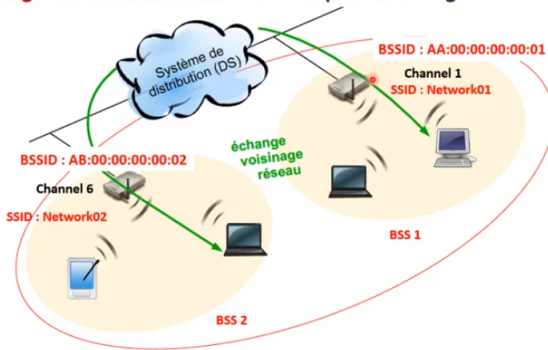 Système de
distribution (DS)
BSSID : AA:00:00:00:00:01
Channel 1
SSID : Network01
échange
voisinage
réseau
BSSID : AB:00:00:00:00:02
Channel 6
SSID : Network02
BSS 1
BSS 2